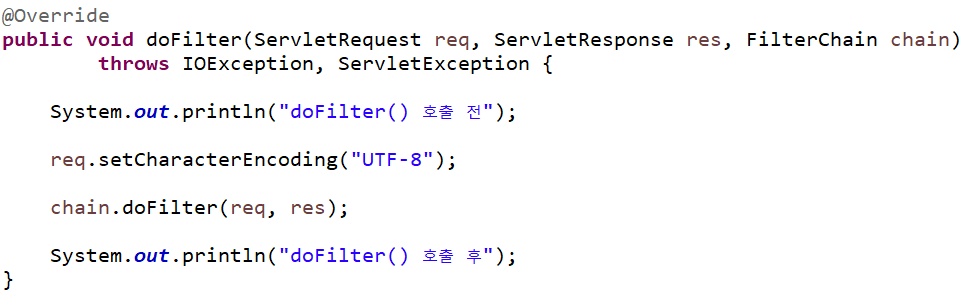 @Override
public void doFilter(ServletRequest req, ServletResponse res, FilterChain chain)
        throws IOException, ServletException {
    System.out.println("doFilter() 호출 전");
    req.setCharacterEncoding("UTF-8");
    chain.doFilter(req, res);
    System.out.println("doFilter() 호출 후");
}